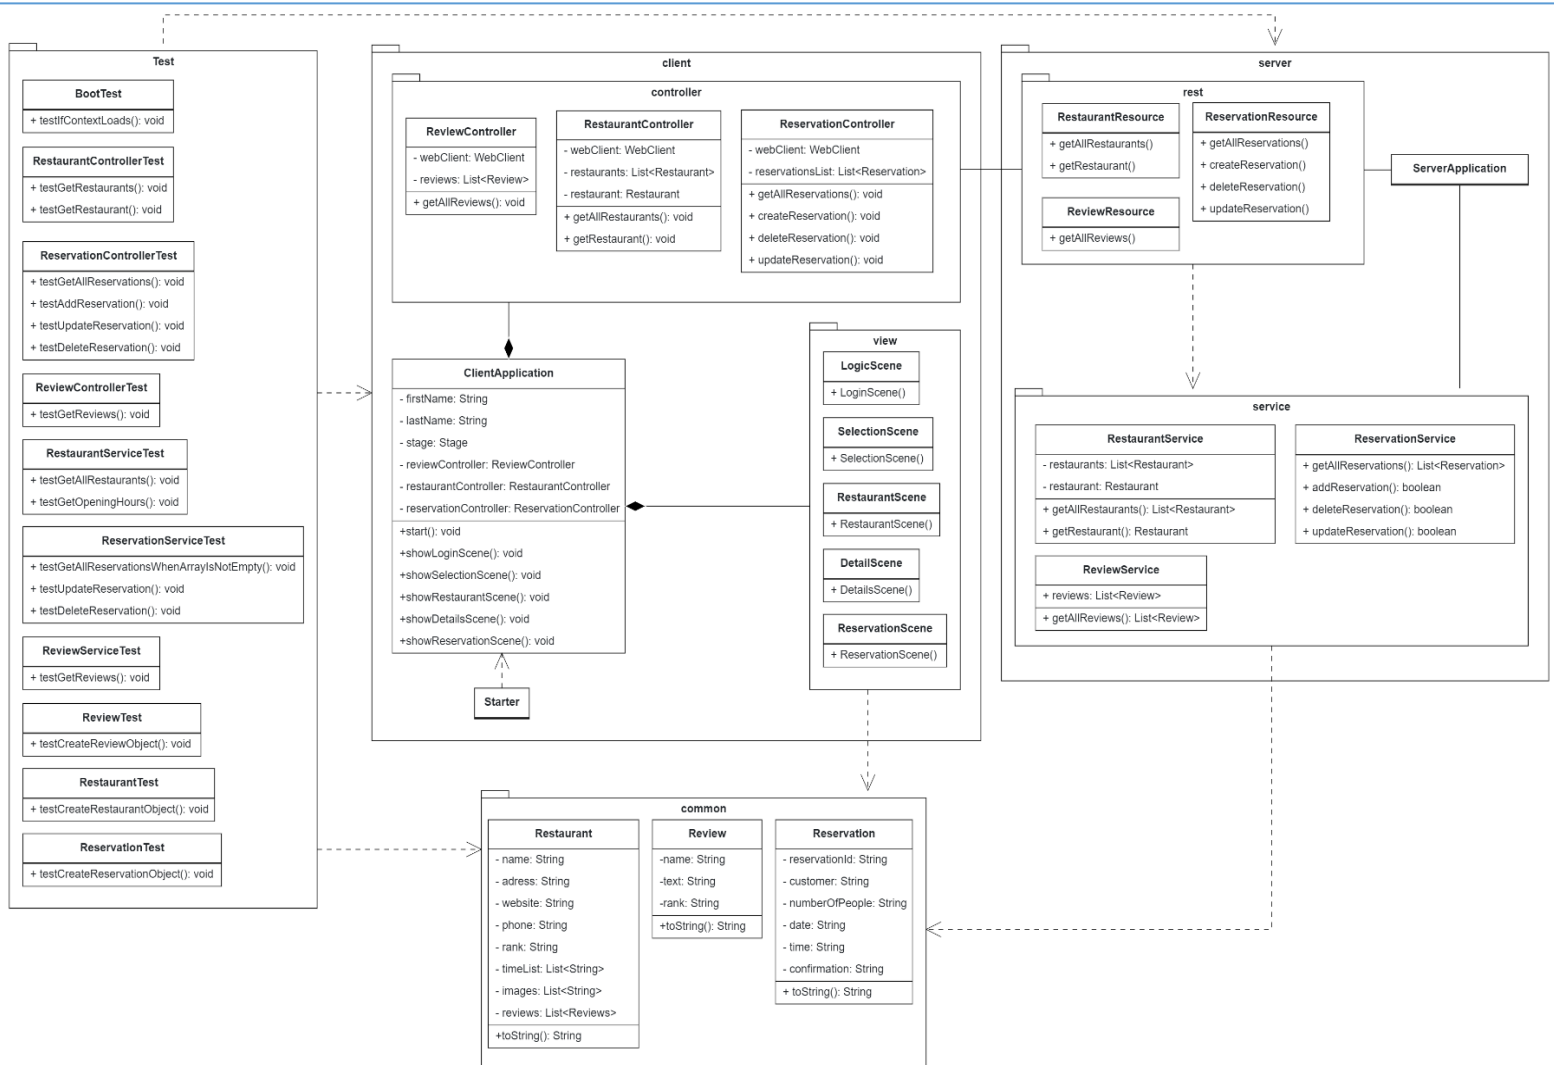 Test
BootTest
+ testIfContextLoads(): void
RestaurantControllerTest
+ testGetRestaurants(): void
+ testGetRestaurant(): void
ReservationControllerTest
+ testGetAllReservations(): void
+ testAddReservation(): void
+ testUpdateReservation(): void
+ testDeleteReservation(): void
ReviewControllerTest
+ testGetReviews(): void
RestaurantServiceTest
+ testGetAllRestaurants(): void
+ testGetOpeningHours(): void
ReservationServiceTest
+ testGetAllReservationsWhenArrayIsNotEmpty(): void
+ testUpdateReservation(): void
+ testDeleteReservation(): void
ReviewServiceTest
+ testGetReviews(): void
ReviewTest
+ testCreateReviewObject(): void
RestaurantTest
+ testCreateRestaurantObject(): void
ReservationTest
+ testCreateReservationObject(): void
client
controller
ReviewController
- webClient: WebClient
- reviews: List<Review>
+ getAllReviews(): void
RestaurantController
- webClient: WebClient
- restaurants: List<Restaurant>
- restaurant: Restaurant
+ getAllRestaurants(): void
+ getRestaurant(): void
ReservationController
- webClient: WebClient
- reservationsList: List<Reservation>
+ getAllReservations(): void
+ createReservation(): void
+ deleteReservation(): void
+ updateReservation(): void
ClientApplication
- firstName: String
- lastName: String
- stage: Stage
- reviewController: ReviewController
- restaurantController: RestaurantController
- reservationController: ReservationController
+start(): void
+showLoginScene(): void
+showSelectionScene(): void
+showRestaurantScene(): void
+showDetailsScene(): void
+showReservationScene(): void
Starter
view
LogicScene
+ LoginScene()
SelectionScene
+ SelectionScene()
RestaurantScene
+ RestaurantScene()
DetailScene
+ DetailsScene()
ReservationScene
+ ReservationScene()
server
rest
RestaurantResource
+ getAllRestaurants()
+ getRestaurant()
ReviewResource
+ getAllReviews()
ReservationResource
+ getAllReservations()
+ createReservation()
+ deleteReservation()
+ updateReservation()
ServerApplication
service
RestaurantService
- restaurants: List<Restaurant>
- restaurant: Restaurant
+ getAllRestaurants(): List<Restaurant>
+ getRestaurant(): Restaurant
ReservationService
+ getAllReservations(): List<Reservation>
+ addReservation(): boolean
+ deleteReservation(): boolean
+ updateReservation(): boolean
ReviewService
+ reviews: List<Review>
+ getAllReviews(): List<Review>
common
Restaurant
- name: String
- adress: String
- website: String
- phone: String
- rank: String
- timeList: List<String>
- images: List<String>
- reviews: List<Reviews>
+toString(): String
Review
-name: String
-text: String
-rank: String
+toString(): String
Reservation
- reservationId: String
- customer: String
- numberOfPeople: String
- date: String
- time: String
- confirmation: String
+ toString(): String